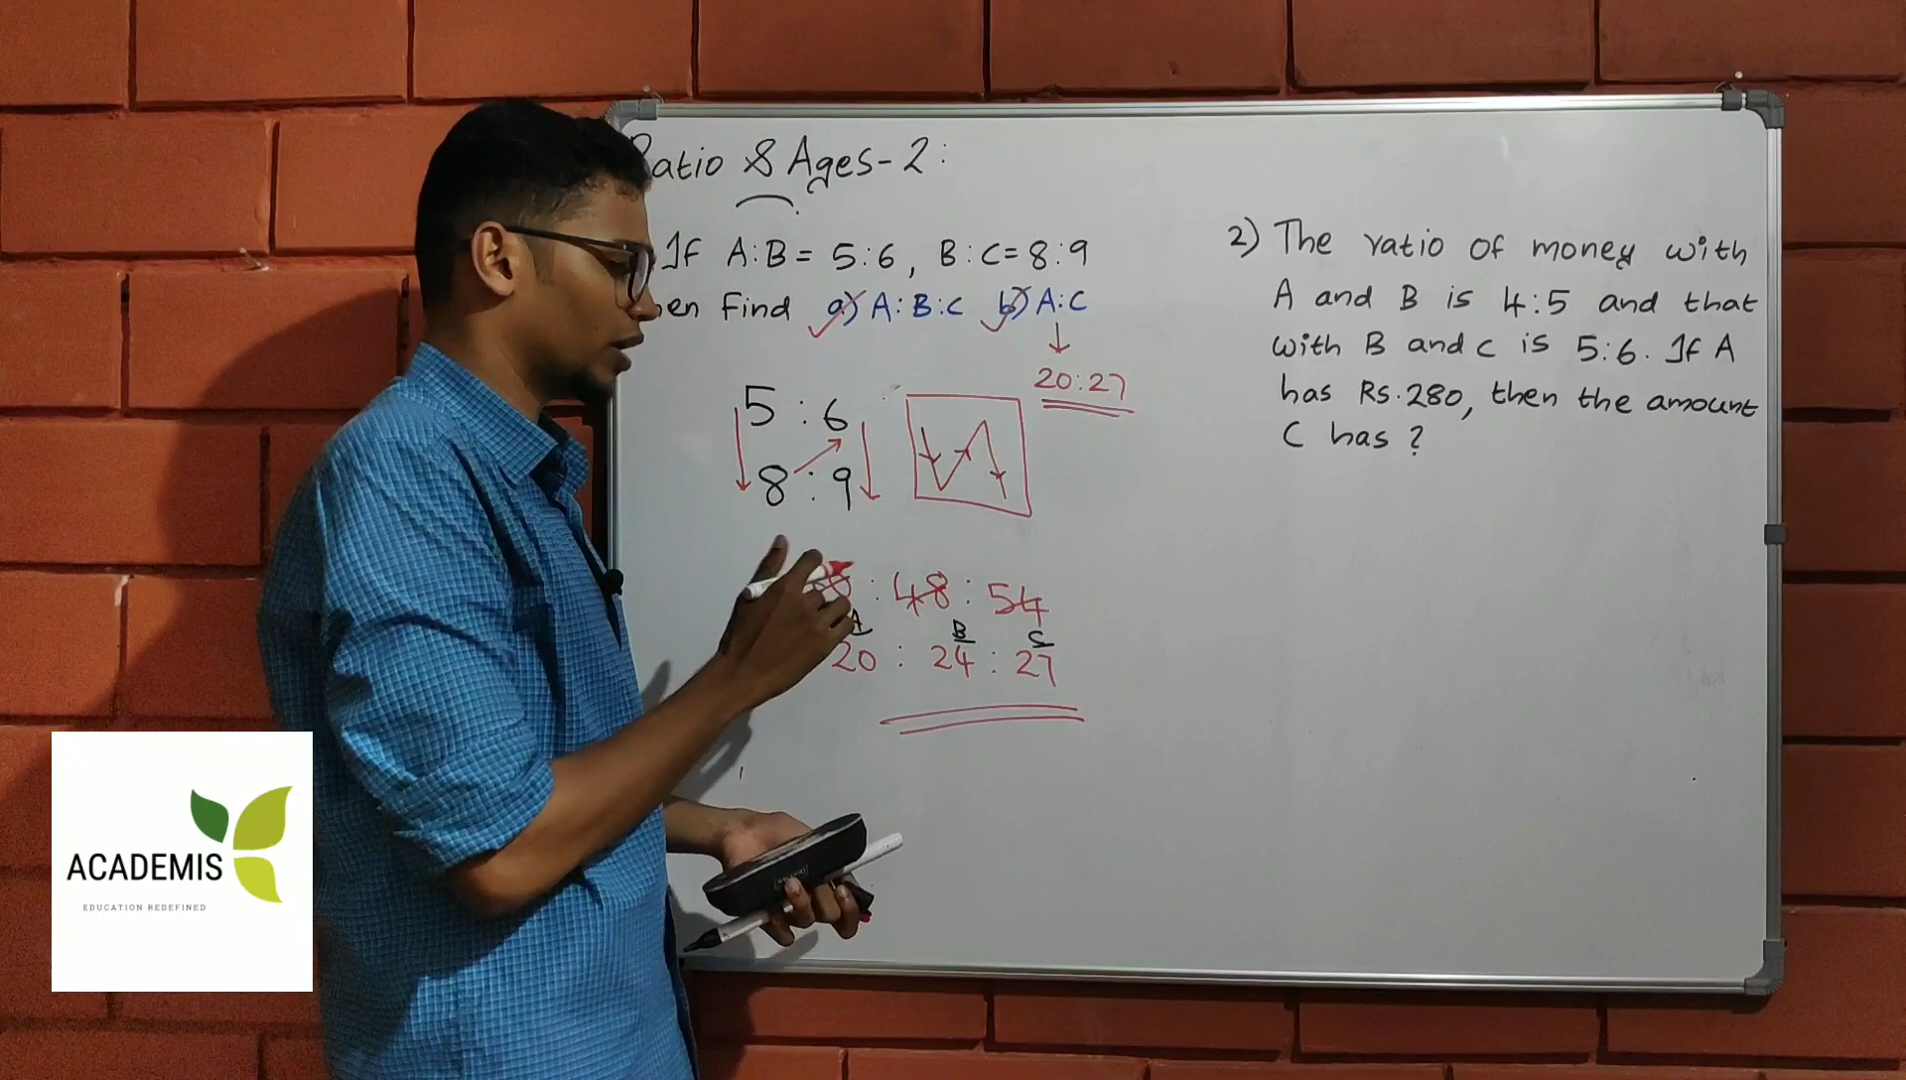 Ratio & Ages-2:
If A:B = 5:6, B:C = 8:9
Find a) A:B:C b) A:C
20:27
5 : 6
8 : 9
: 48 : 54
A B C
20 : 24 : 27
2) The ratio of money with
A and B is 4:5 and that
with B and C is 5:6. If A
has Rs.280, then the amount
C has ?
ACADEMIS
EDUCATION REDEFINED